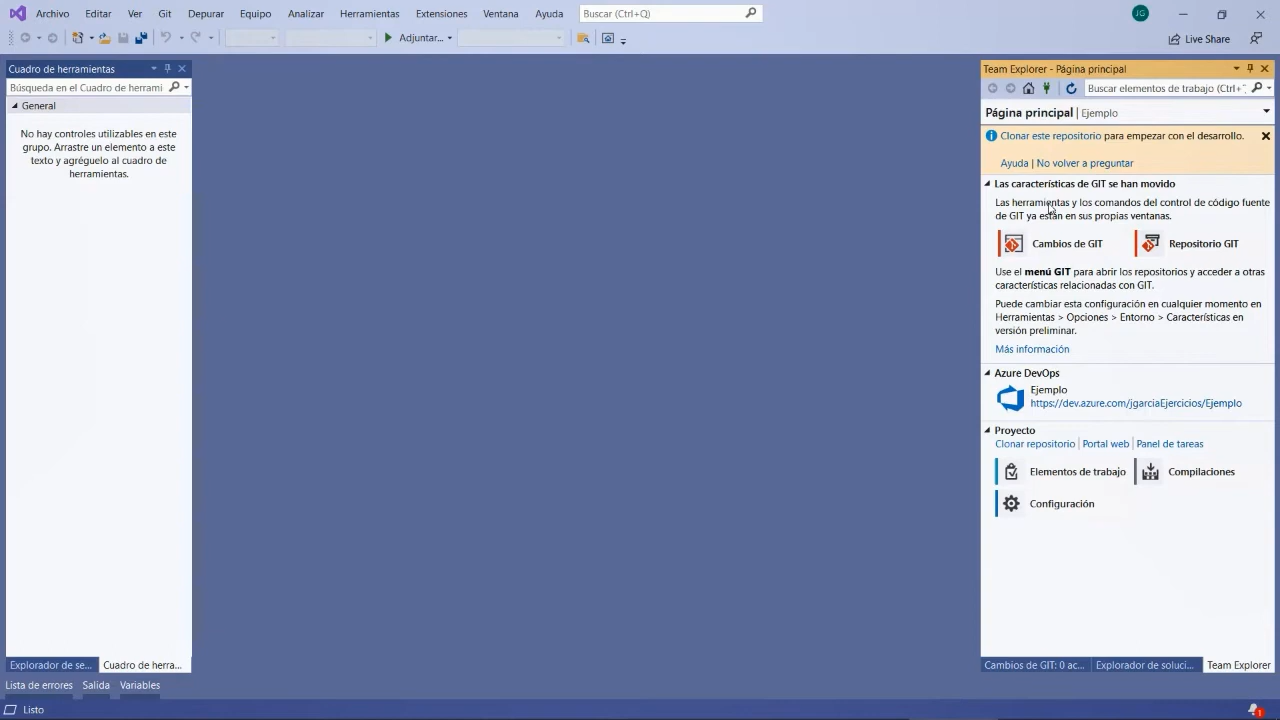 Archivo Editar Ver Git Depurar Equipo Analizar Herramientas Extensiones Ventana Ayuda Buscar (Ctrl+Q) JG
Adjuntar... Live Share
Cuadro de herramientas
Búsqueda en el Cuadro de herrami
General
No hay controles utilizables en este
grupo. Arrastre un elemento a este
texto y agréguelo al cuadro de
herramientas.
Explorador de se... Cuadro de herra...
Team Explorer - Página principal
Buscar elementos de trabajo (Ctrl+'
Página principal | Ejemplo
Clonar este repositorio para empezar con el desarrollo.
Ayuda | No volver a preguntar
Las características de GIT se han movido
Las herramientas y los comandos del control de código fuente
de GIT ya están en sus propias ventanas.
Cambios de GIT Repositorio GIT
Use el menú GIT para abrir los repositorios y acceder a otras
características relacionadas con GIT.
Puede cambiar esta configuración en cualquier momento en
Herramientas > Opciones > Entorno > Características en
versión preliminar.
Más información
Azure DevOps
Ejemplo
https://dev.azure.com/jgarciaEjercicios/Ejemplo
Proyecto
Clonar repositorio | Portal web | Panel de tareas
Elementos de trabajo Compilaciones
Configuración
Cambios de GIT: 0 ac... Explorador de soluci... Team Explorer
Lista de errores Salida Variables
Listo 1